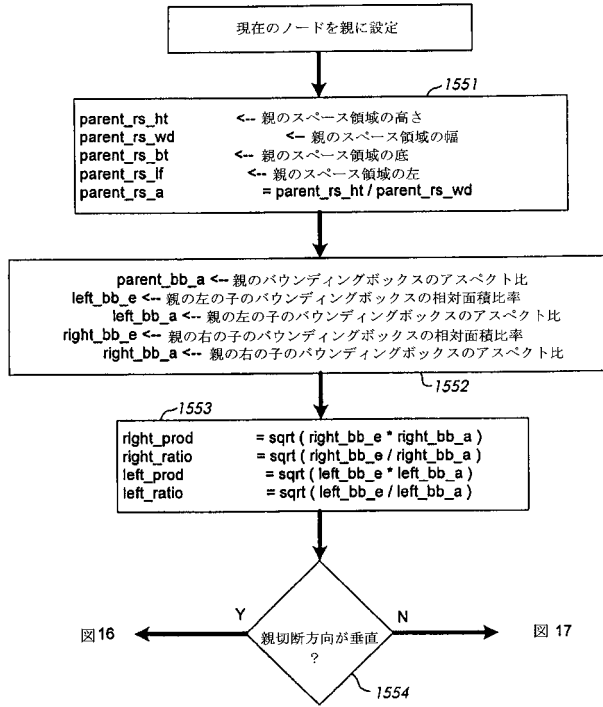 現在のノードを親に設定
1551
parent_rs_ht <-- 親のスペース領域の高さ
parent_rs_wd <-- 親のスペース領域の幅
parent_rs_bt <-- 親のスペース領域の底
parent_rs_lf <-- 親のスペース領域の左
parent_rs_a = parent_rs_ht / parent_rs_wd
parent_bb_a <-- 親のバウンディングボックスのアスペクト比
left_bb_e <-- 親の左の子のバウンディングボックスの相対面積比率
left_bb_a <-- 親の左の子のバウンディングボックスのアスペクト比
right_bb_e <-- 親の右の子のバウンディングボックスの相対面積比率
right_bb_a <-- 親の右の子のバウンディングボックスのアスペクト比
1552
1553
right_prod = sqrt ( right_bb_e * right_bb_a )
right_ratio = sqrt ( right_bb_e / right_bb_a )
left_prod = sqrt ( left_bb_e * left_bb_a )
left_ratio = sqrt ( left_bb_e / left_bb_a )
Y
N
図16
親切断方向が垂直
?
図 17
1554